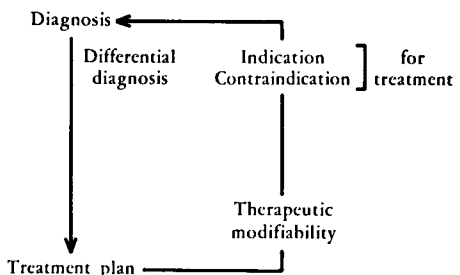 Diagnosis
Differential
diagnosis
Indication
Contraindication
for
treatment
Therapeutic
modifiability
Treatment plan